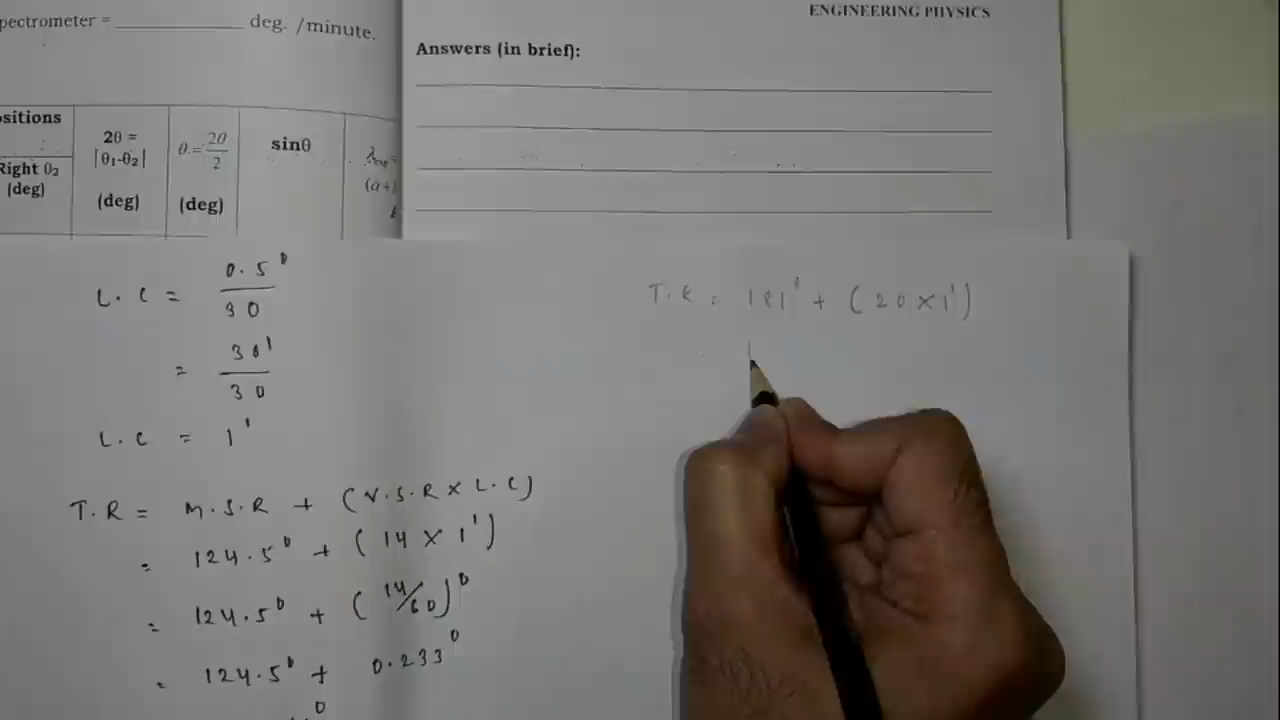 pectrometer = ____________ deg. /minute.
ENGINEERING PHYSICS
Answers (in brief):
sitions
Right θ₂
(deg)
2θ =
|θ₁-θ₂|
(deg)
θ = 2θ/2
(deg)
sinθ
L.C = 0.5°/30
= 30'/30
L.C = 1'
T.R = M.S.R + (V.S.R × L.C)
= 124.5° + (14 × 1')
= 124.5° + (14/60)°
= 124.5° + 0.233°
T.R = 181° + (20 × 1')